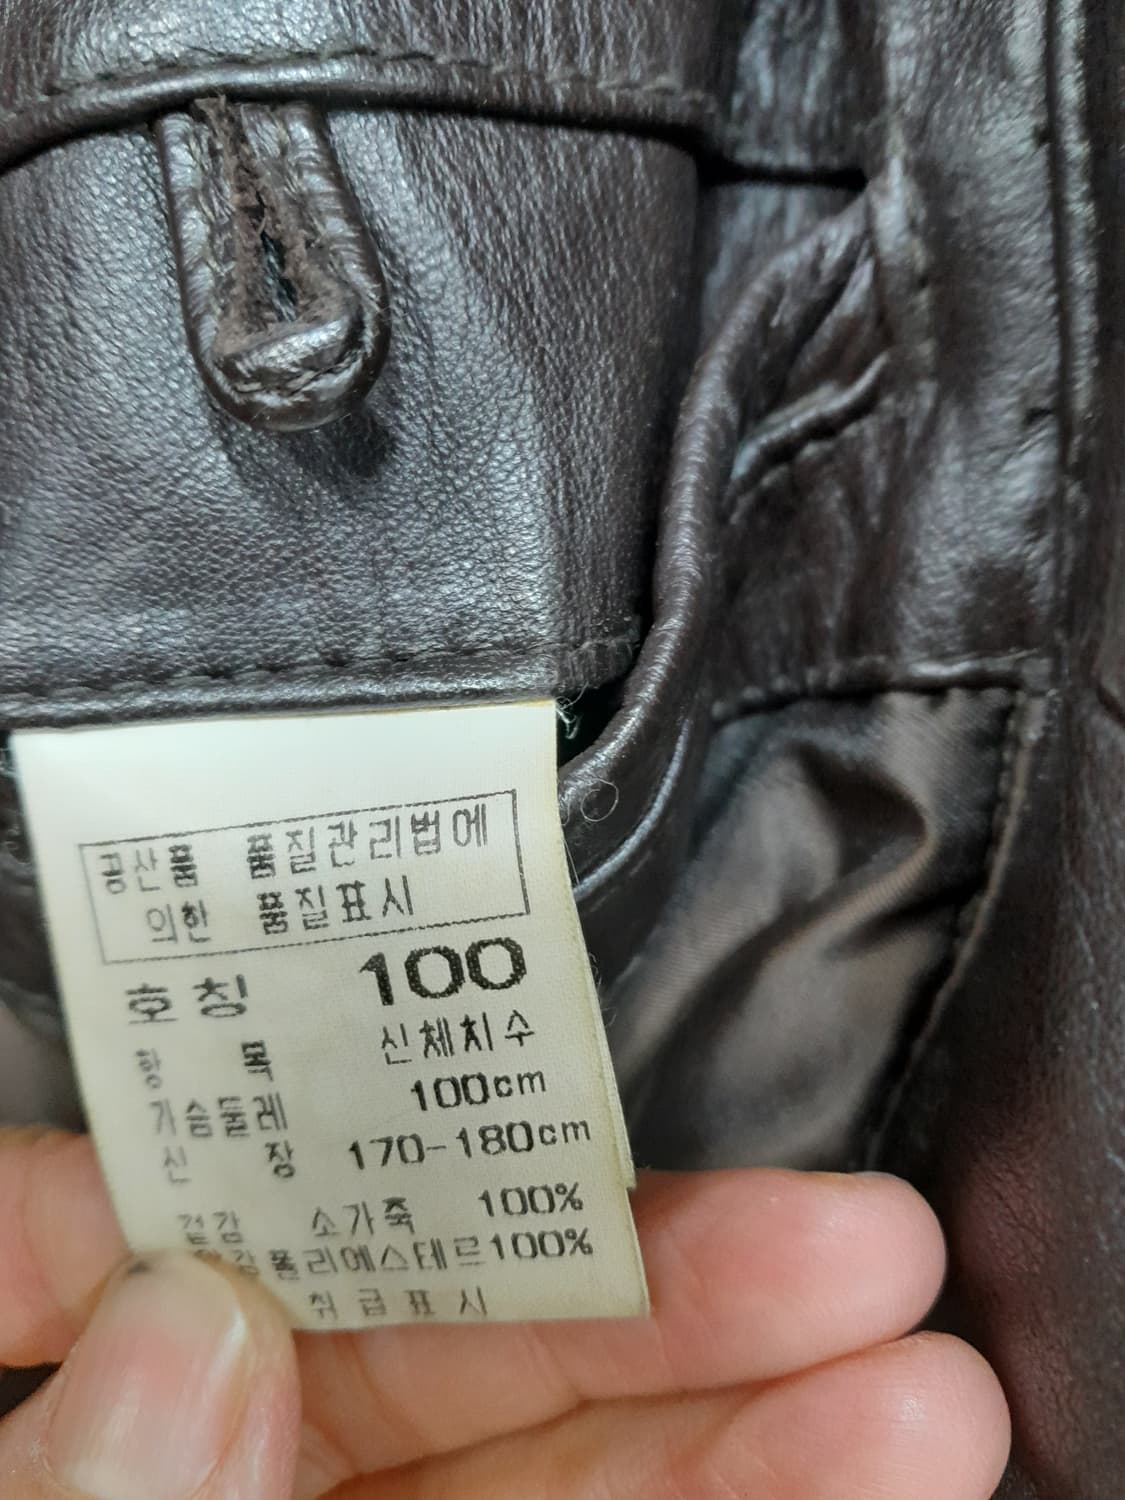 공산품 품질관리법에
의한 품질표시
호칭 100
항 목 신체치수
가슴둘레 100cm
신 장 170-180cm
겉감 소가죽 100%
감폴리에스테르100%
취급표시